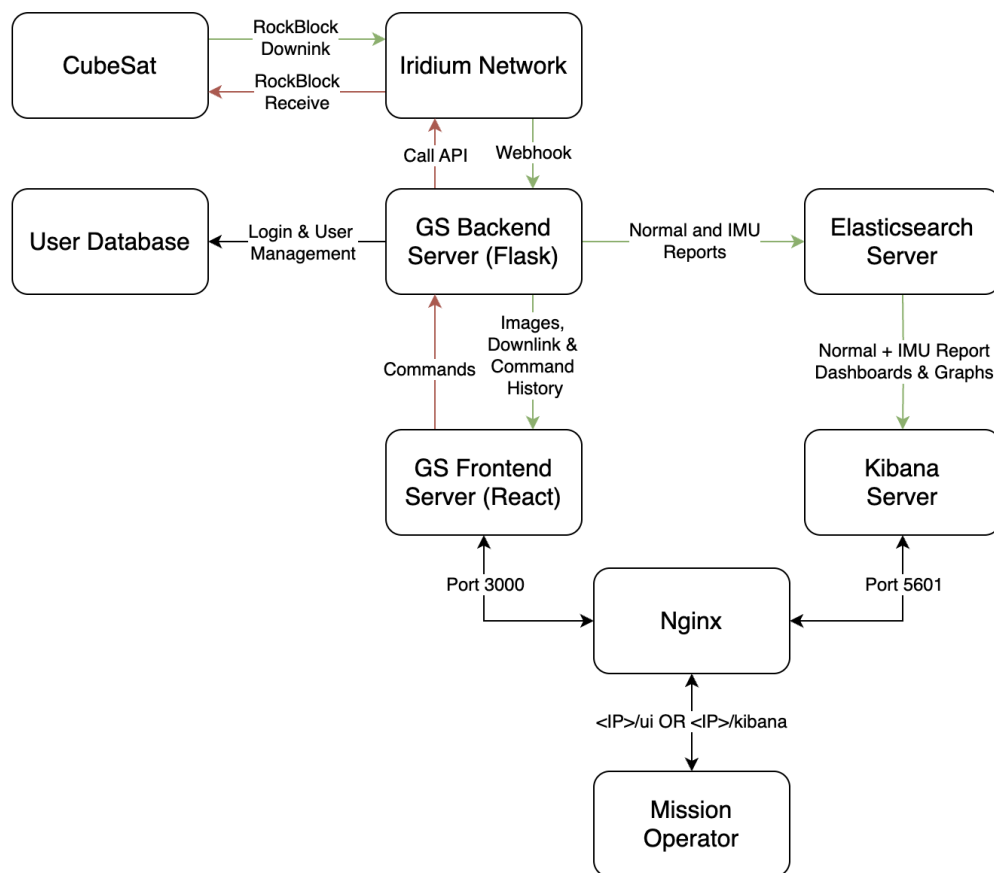 RockBlock
Downink
CubeSat
Iridium Network
RockBlock
Receive
Call API
Webhook
User Database
Login & User
Management
GS Backend
Server (Flask)
Normal and IMU
Reports
Elasticsearch
Server
Images,
Downlink &
Command
History
Commands
Normal + IMU Report
Dashboards & Graphs
GS Frontend
Server (React)
Kibana
Server
Port 3000
Port 5601
Nginx
<IP>/ui OR <IP>/kibana
Mission
Operator